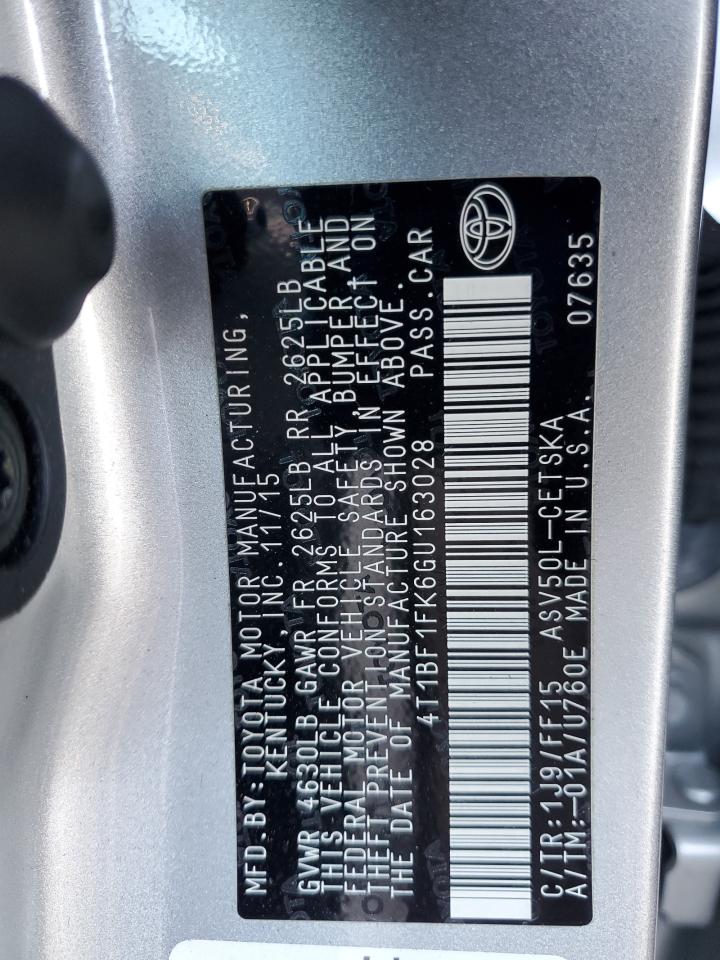 MFD.BY:TOYOTA MOTOR MANUFACTURING,
KENTUCKY,INC.11/15
GVWR 4630LB GAWR FR 2625LB RR 2625LB
THIS VEHICLE CONFORMS TO ALL APPLICABLE
FEDERAL MOTOR VEHICLE SAFETY,BUMPER,AND
THEFT PREVENTION STANDARDS IN EFFECT ON
THE DATE OF MANUFACTURE SHOWN ABOVE.
4T1BF1FK6GU163028 PASS.CAR
C/TR:1J9/FF15 ASV50L-CETSKA 07635
A/TM:-01A/U760E MADE IN U.S.A.